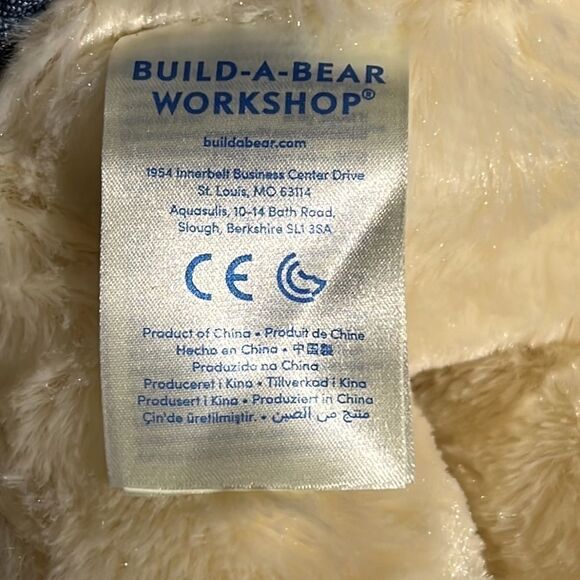 BUILD-A-BEAR
WORKSHOP®
buildabear.com
1954 Innerbelt Business Center Drive
St. Louis, MO 63114
Aquasulis, 10-14 Bath Road,
Slough, Berkshire SL1 3SA
CE
Product of China • Produit de Chine
Hecho en China • 中国製
Produzido na China
Produceret i Kina • Tillverkad i Kina
Produsert i Kina • Produziert in China
Çin'de üretilmiştir. • منتج من الصين